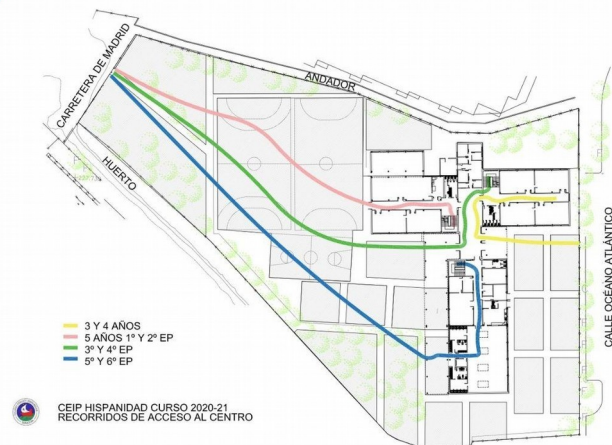 CARRETERA DE MADRID
ANDADOR
HUERTO
CALLE OCÉANO ATLÁNTICO
3 Y 4 AÑOS
5 AÑOS 1º Y 2º EP
3º Y 4º EP
5º Y 6º EP
CEIP HISPANIDAD CURSO 2020-21
RECORRIDOS DE ACCESO AL CENTRO